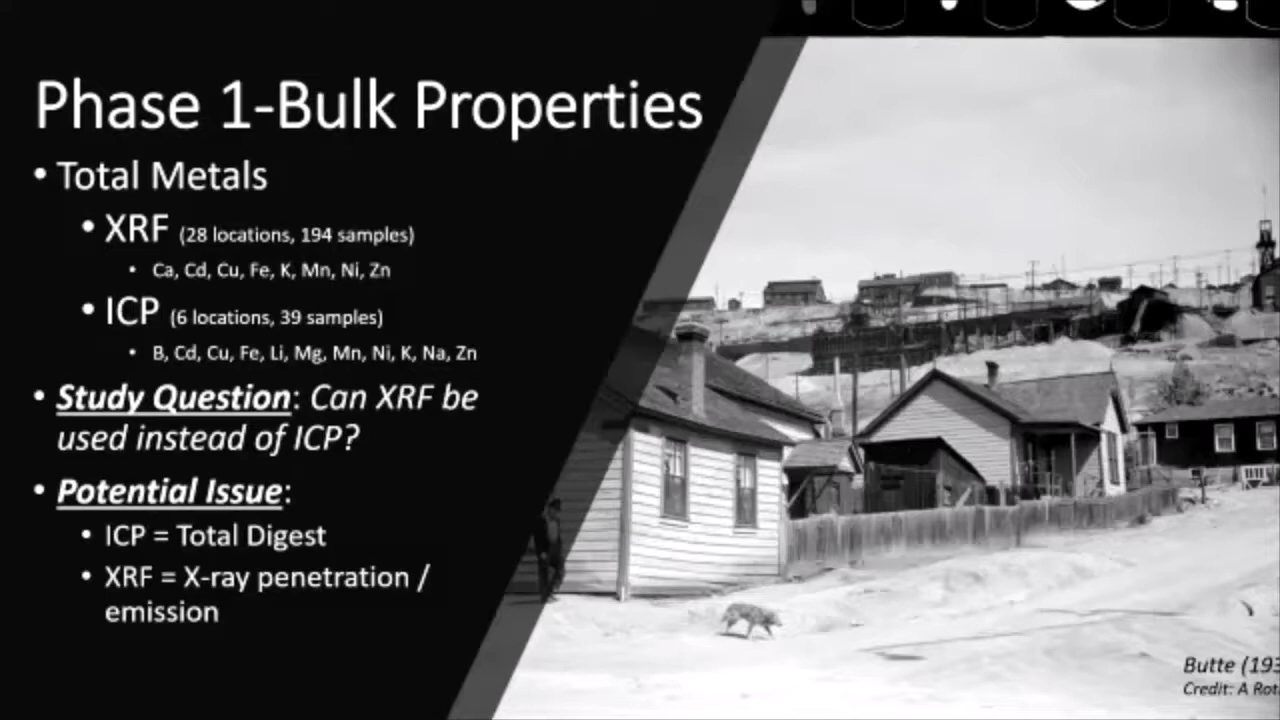 Phase 1-Bulk Properties
• Total Metals
• XRF (28 locations, 194 samples)
• Ca, Cd, Cu, Fe, K, Mn, Ni, Zn
• ICP (6 locations, 39 samples)
• B, Cd, Cu, Fe, Li, Mg, Mn, Ni, K, Na, Zn
• Study Question: Can XRF be
used instead of ICP?
• Potential Issue:
• ICP = Total Digest
• XRF = X-ray penetration /
emission
Butte (193
Credit: A Rot